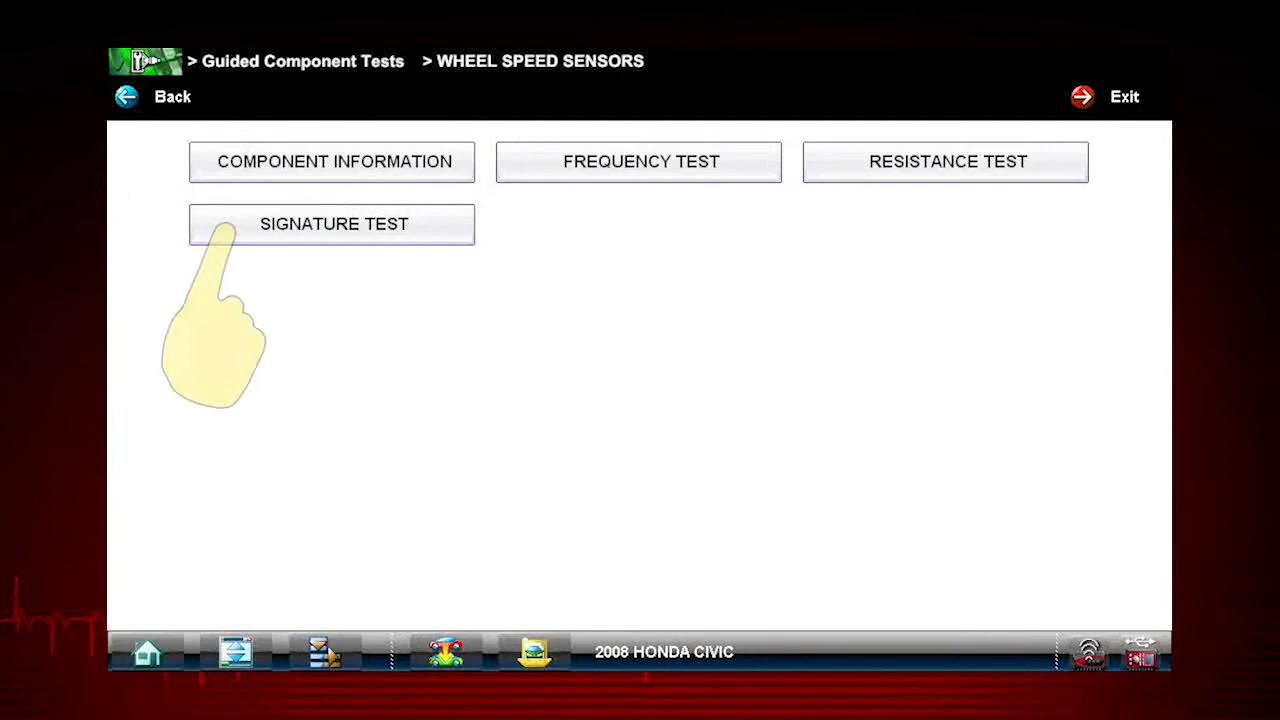 > Guided Component Tests > WHEEL SPEED SENSORS
Back
Exit
COMPONENT INFORMATION
FREQUENCY TEST
RESISTANCE TEST
SIGNATURE TEST
2008 HONDA CIVIC